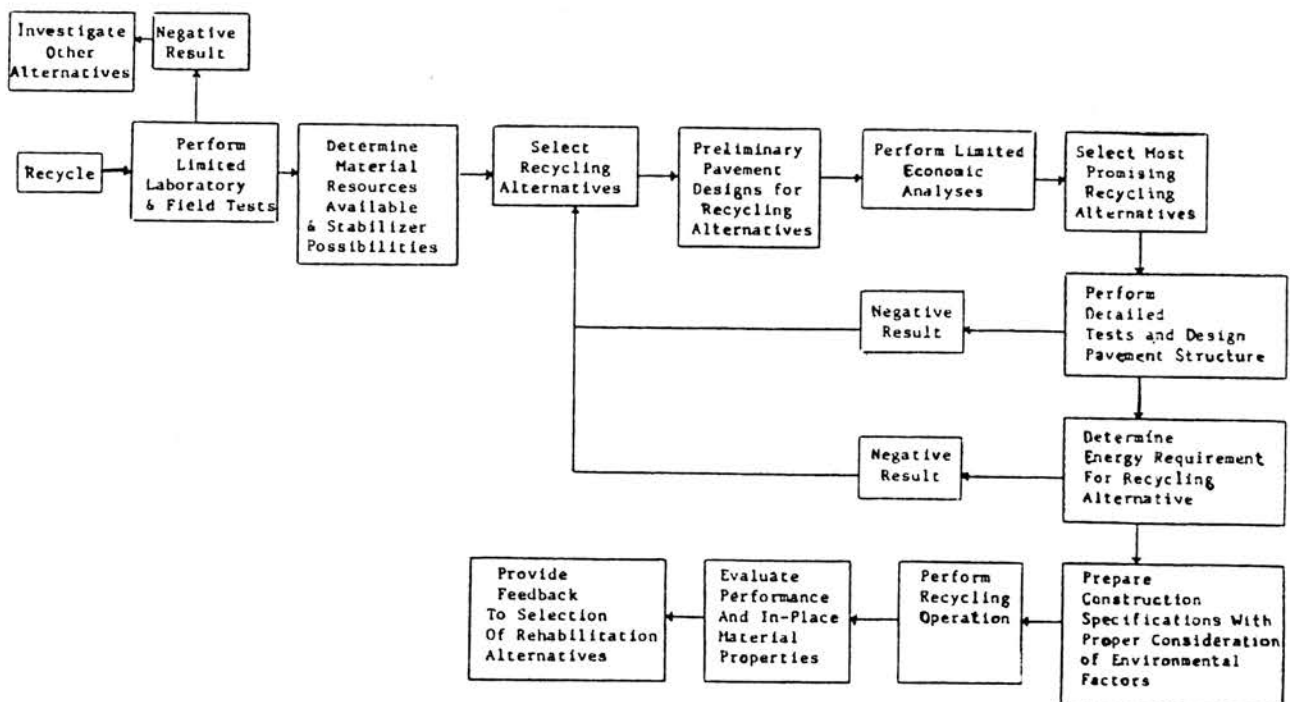 Investigate
Other
Alternatives
Negative
Result
Recycle
Perform
Limited
Laboratory
& Field Tests
Determine
Material
Resources
Available
& Stabilizer
Possibilities
Select
Recycling
Alternatives
Preliminary
Pavement
Designs for
Recycling
Alternatives
Perform Limited
Economic
Analyses
Select Most
Promising
Recycling
Alternatives
Negative
Result
Perform
Detailed
Tests and Design
Pavement Structure
Negative
Result
Determine
Energy Requirement
For Recycling
Alternative
Provide
Feedback
To Selection
Of Rehabilitation
Alternatives
Evaluate
Performance
And In-Place
Material
Properties
Perform
Recycling
Operation
Prepare
Construction
Specifications With
Proper Consideration
of Environmental
Factors